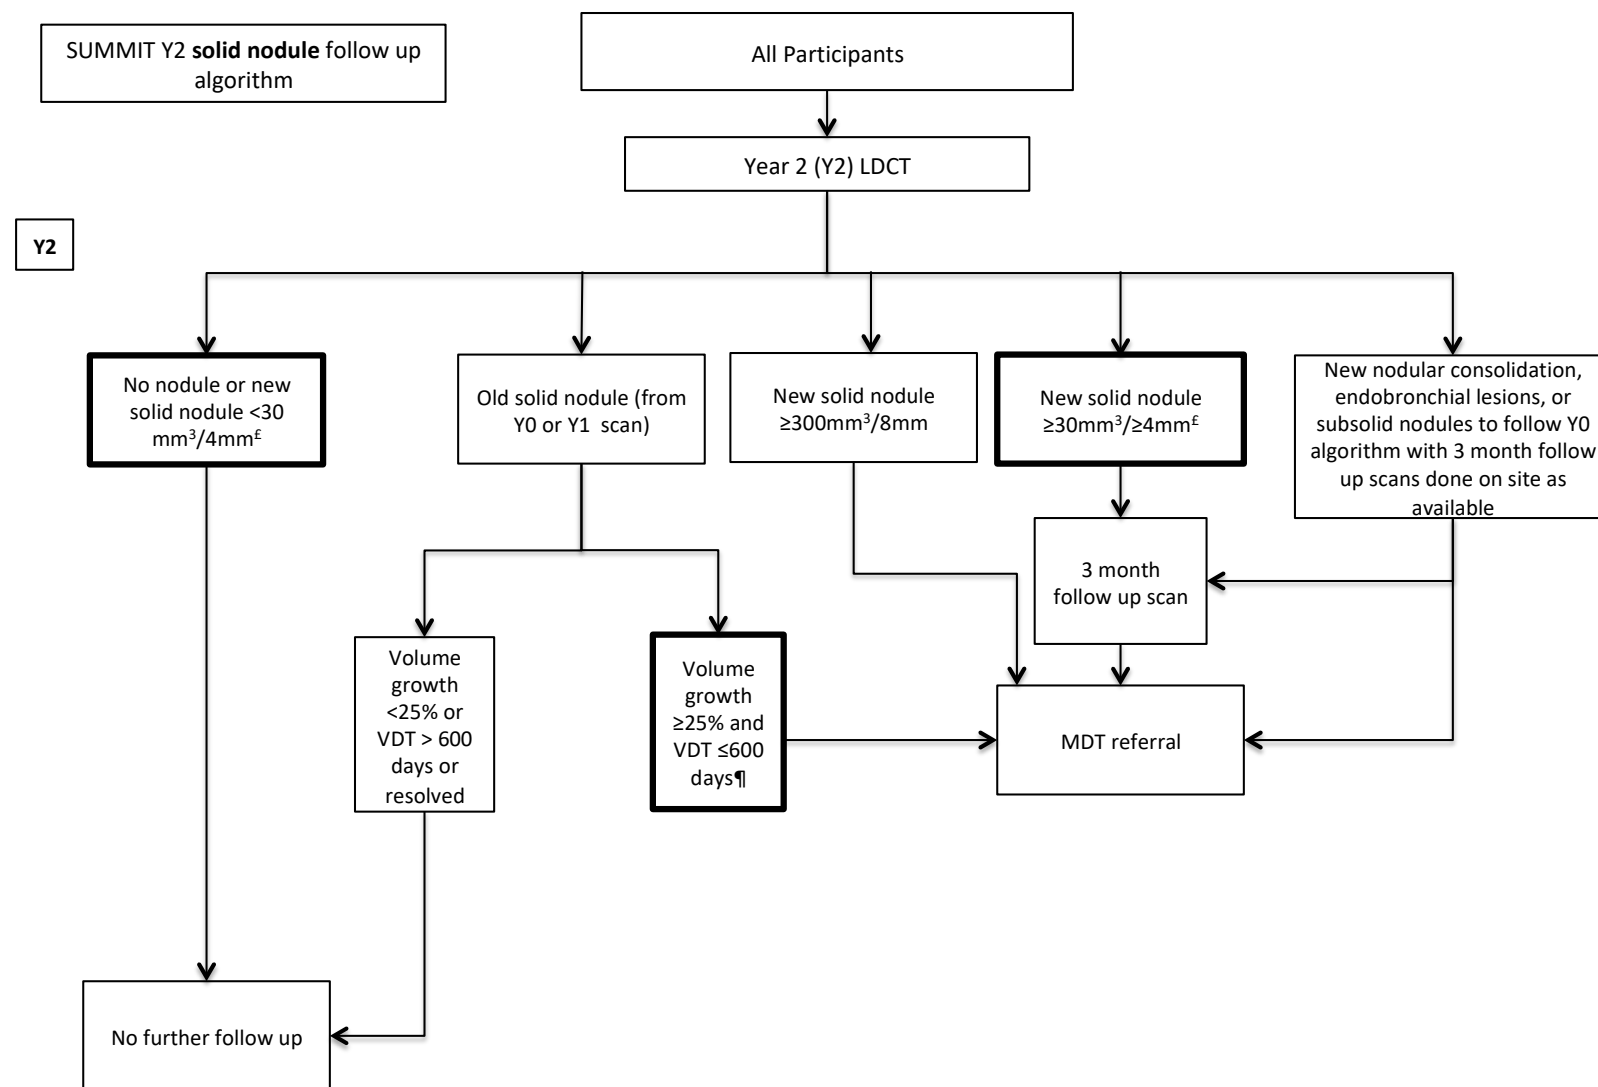 SUMMIT Y2 solid nodule follow up
algorithm
All Participants
Year 2 (Y2) LDCT
Y2
No nodule or new
solid nodule <30
mm³/4mm£
Old solid nodule (from
Y0 or Y1 scan)
New solid nodule
≥300mm³/8mm
New solid nodule
≥30mm³/≥4mm£
New nodular consolidation,
endobronchial lesions, or
subsolid nodules to follow Y0
algorithm with 3 month follow
up scans done on site as
available
3 month
follow up scan
Volume
growth
<25% or
VDT > 600
days or
resolved
Volume
growth
≥25% and
VDT ≤600
days¶
MDT referral
No further follow up